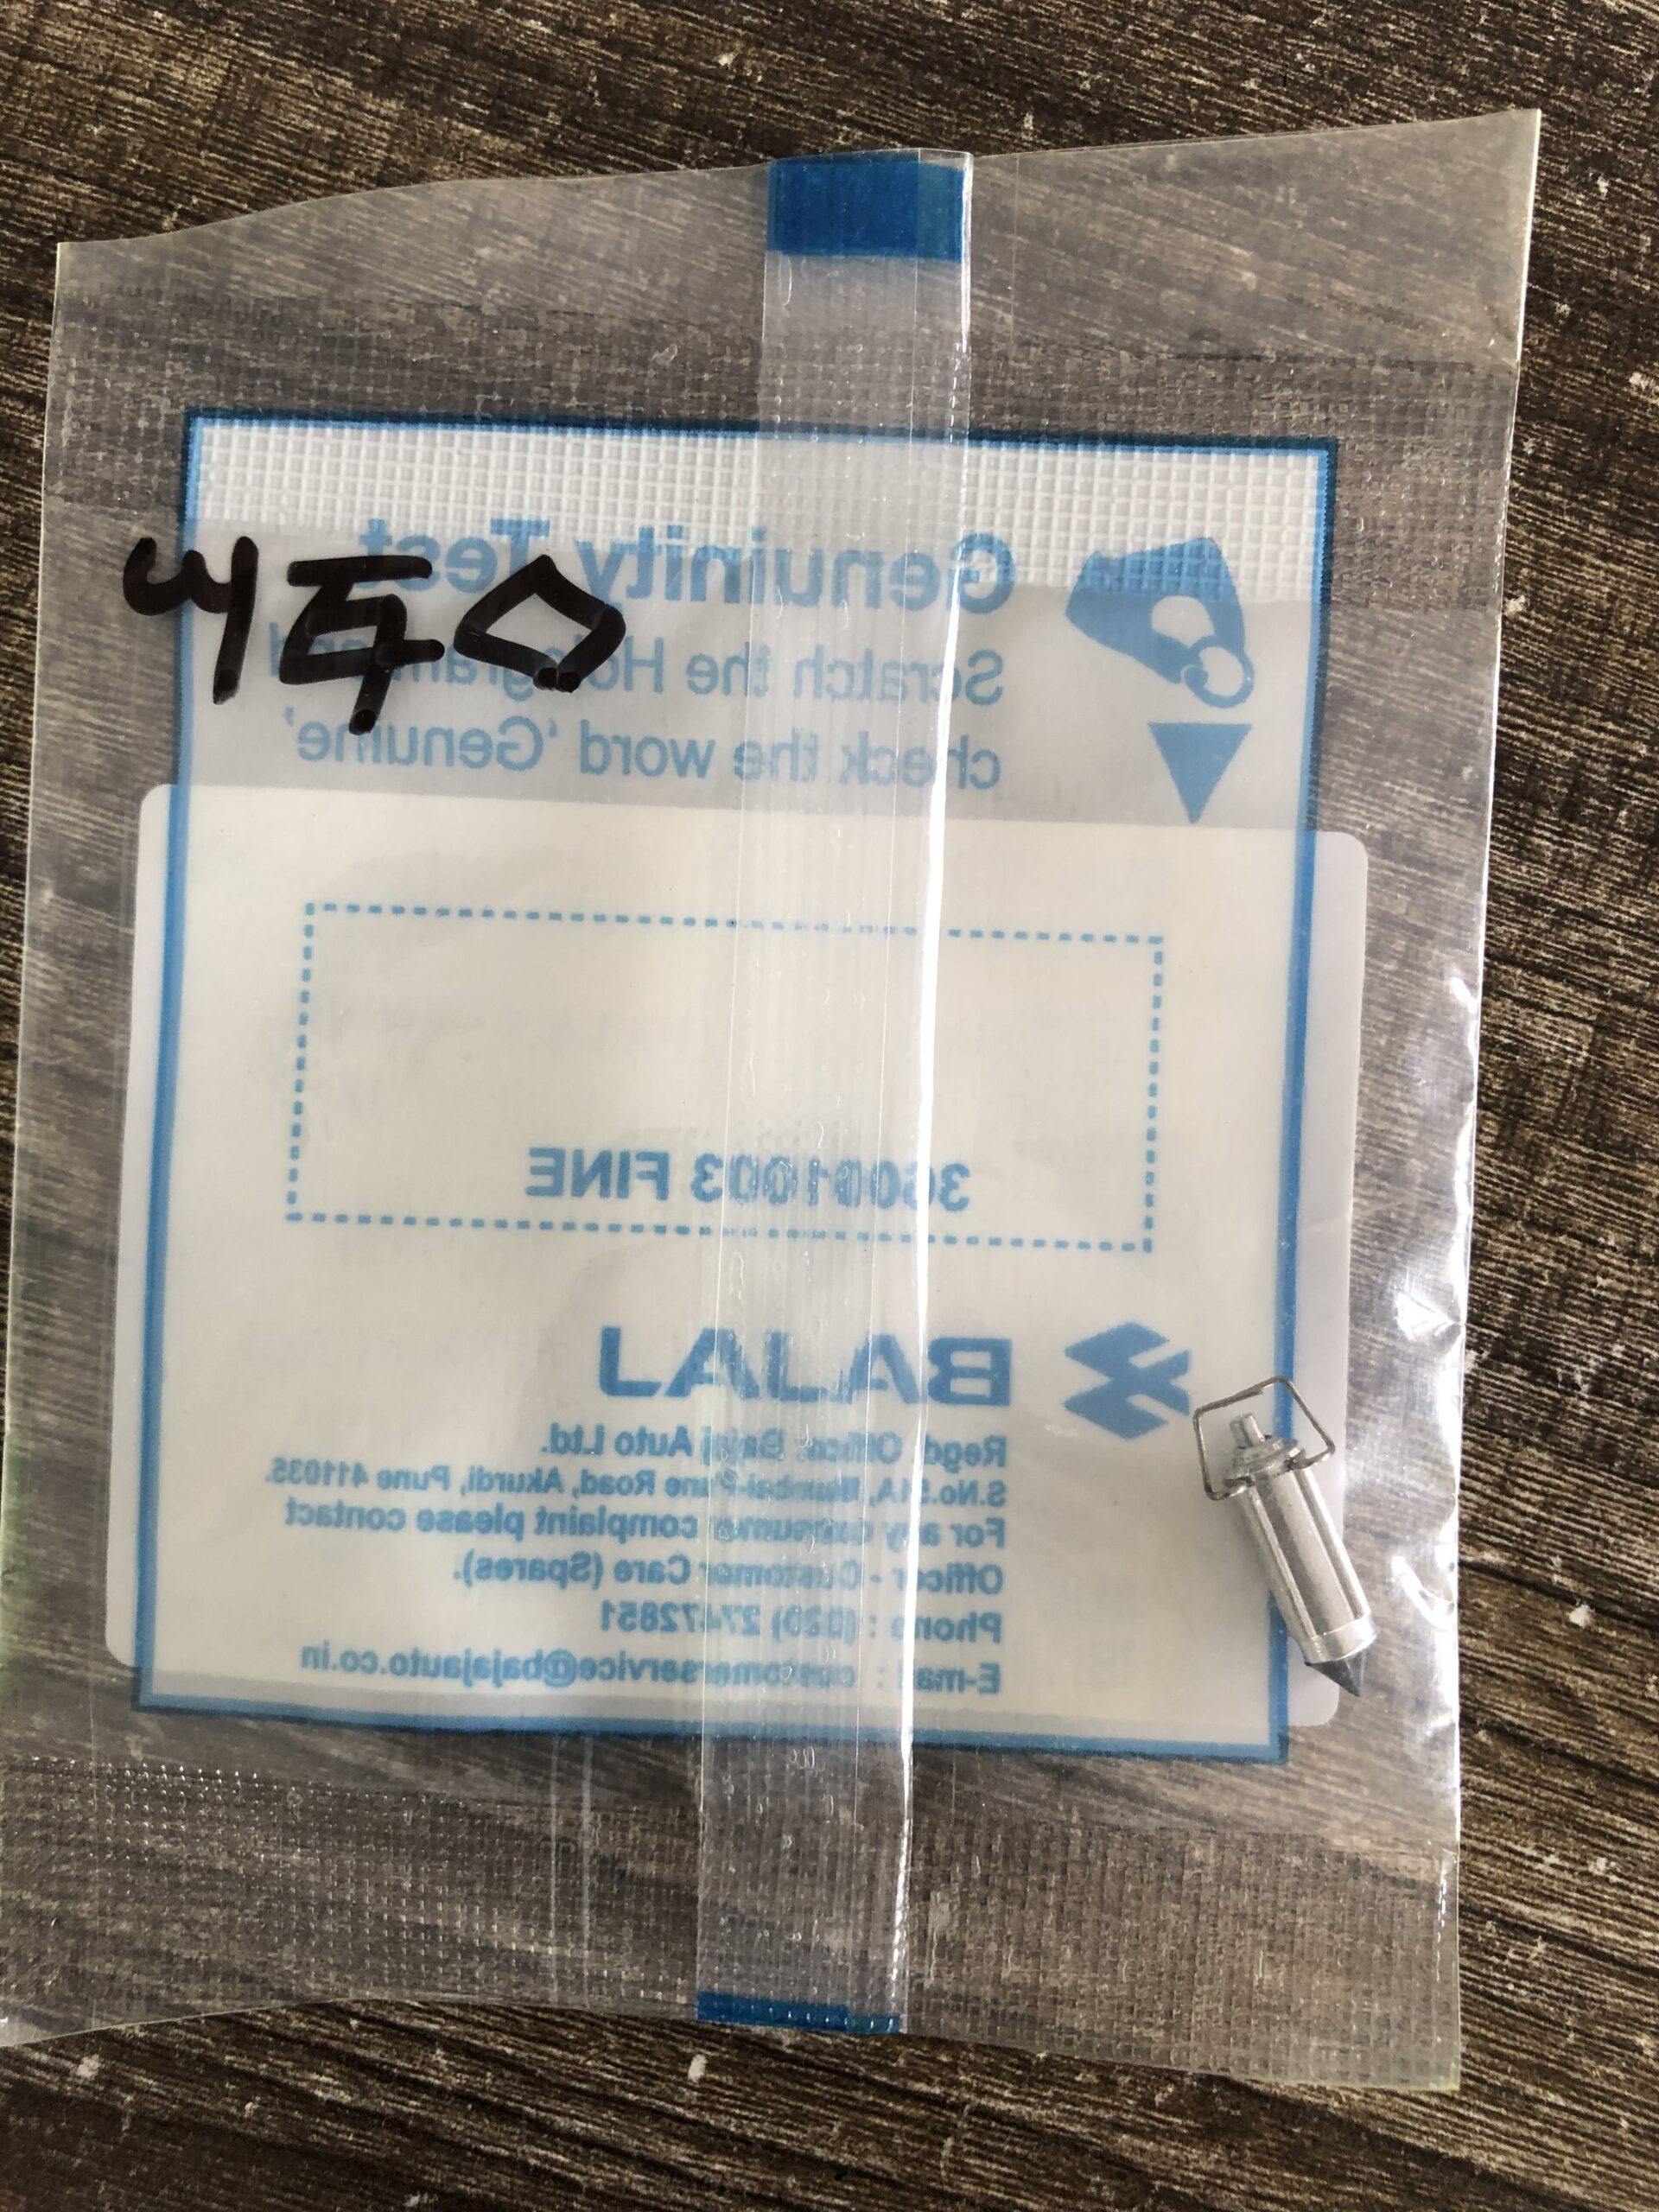 Genuinity Test
Scratch the Hologram and
check the word 'Genuine'
36001003 FINE
BAJAJ
Regd. Office: Bajaj Auto Ltd.
S.No.51A, Mumbai-Pune Road, Akurdi, Pune 411035.
For any consumer complaint please contact
Officer - Customer Care (Spares).
Phone : (020) 27472851
E-mail : customerservice@bajajauto.co.in